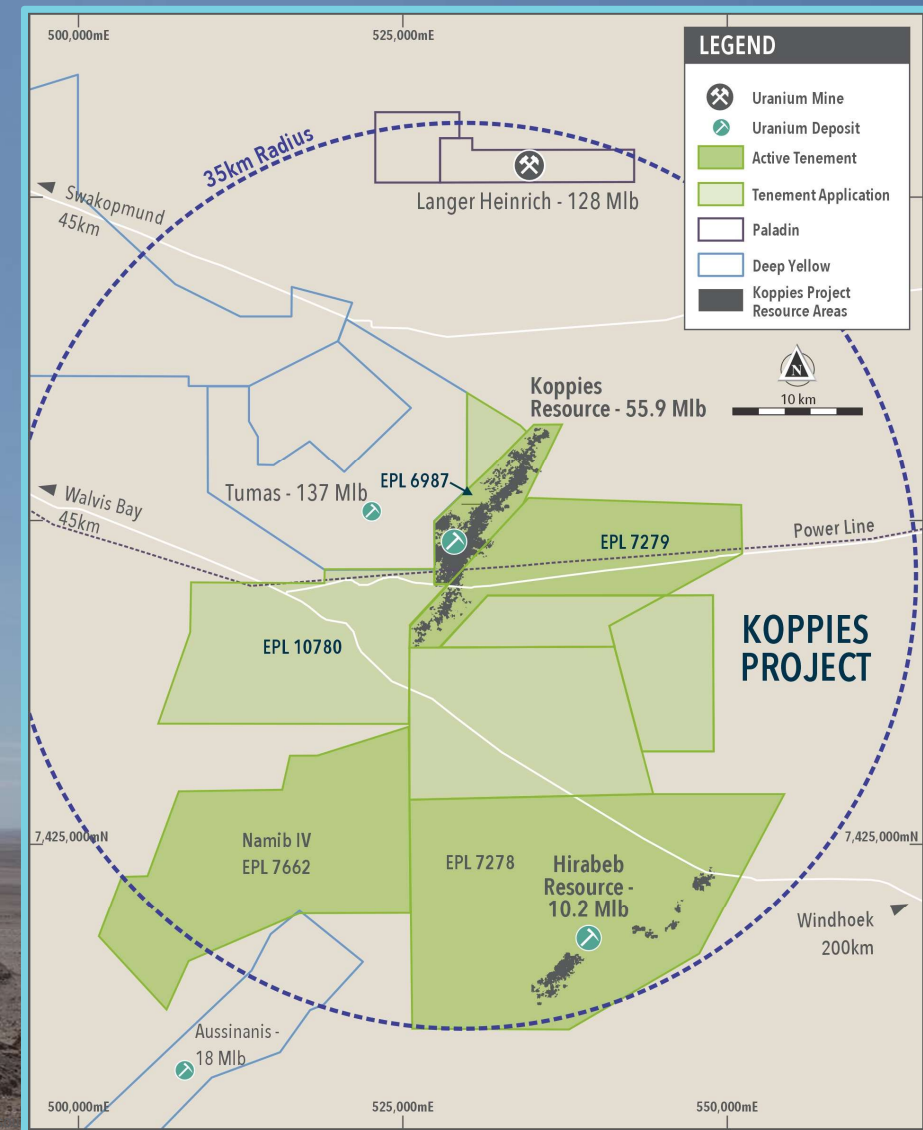 500,000mE
525,000mE
LEGEND
Uranium Mine
Uranium Deposit
Active Tenement
Tenement Application
Paladin
Deep Yellow
Koppies Project
Resource Areas
35km Radius
Swakopmund
45km
Langer Heinrich - 128 Mlb
N
10 km
Koppies
Resource - 55.9 Mlb
EPL 6987
Tumas - 137 Mlb
Walvis Bay
45km
Power Line
EPL 7279
KOPPIES
PROJECT
EPL 10780
7,425,000mN
7,425,000mN
Namib IV
EPL 7662
EPL 7278
Hirabeb
Resource -
10.2 Mlb
Windhoek
200km
Aussinanis -
18 Mlb
500,000mE
525,000mE
550,000mE